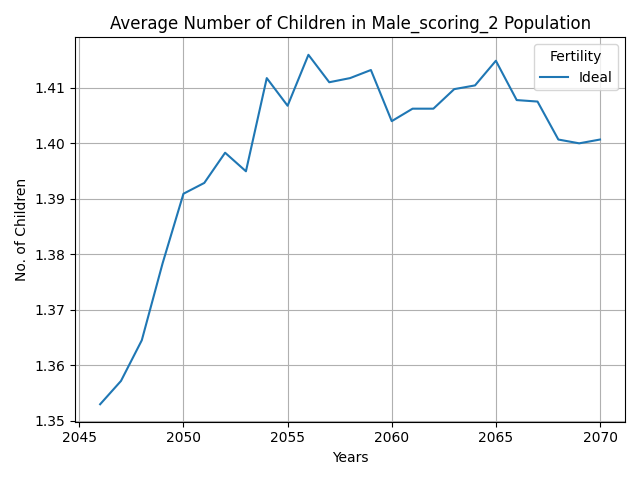 Average Number of Children in Male_scoring_2 Population
Fertility
Ideal
No. of Children
1.41
1.40
1.39
1.38
1.37
1.36
1.35
2045
2050
2055
2060
2065
2070
Years